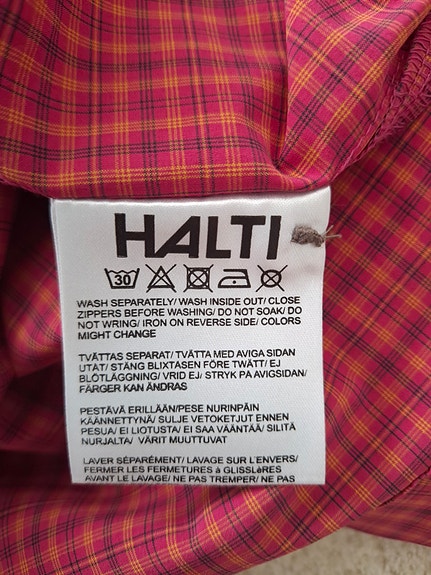 HALTI
30
WASH SEPARATELY/ WASH INSIDE OUT/ CLOSE
ZIPPERS BEFORE WASHING/ DO NOT SOAK/ DO
NOT WRING/ IRON ON REVERSE SIDE/ COLORS
MIGHT CHANGE
TVÄTTAS SEPARAT/ TVÄTTA MED AVIGA SIDAN
UTÅT/ STÄNG BLIXTASEN FÖRE TWÄTT/ EJ
BLÖTLÄGGNING/ VRID EJ/ STRYK PÅ AVIGSIDAN/
FÄRGER KAN ÄNDRAS
PESTÄVÄ ERILLÄÄN/PESE NURINPÄIN
KÄÄNNETTYNÄ/ SULJE VETOKETJUT ENNEN
PESUA/ EI LIOTUSTA/ EI SAA VÄÄNTÄÄ/ SILITÄ
NURJALTA/ VÄRIT MUUTTUVAT
LAVER SÉPARÉMENT/ LAVAGE SUR L'ENVERS/
FERMER LES FERMETURES à GLISSIèRES
AVANT LE LAVAGE/ NE PAS TREMPER/ NE PAS